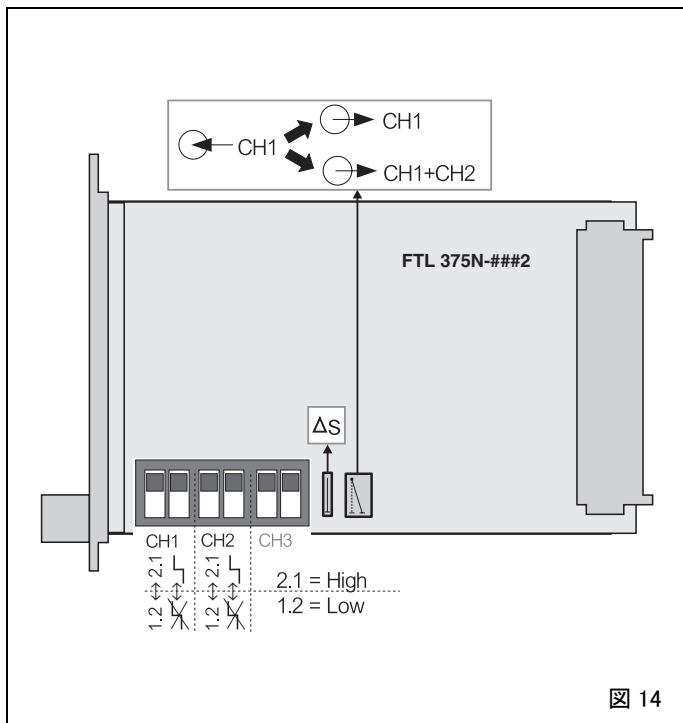 CH1
CH1
CH1+CH2
FTL 375N-###2
ΔS
CH1 CH2 CH3
1.2 2.1 1.2 2.1
2.1 = High
1.2 = Low
図 14